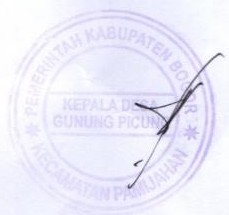 PEMERINTAH KABUPATEN BOGOR
KEPALA DESA
GUNUNG PICUNG
KECAMATAN PAMIJAHAN